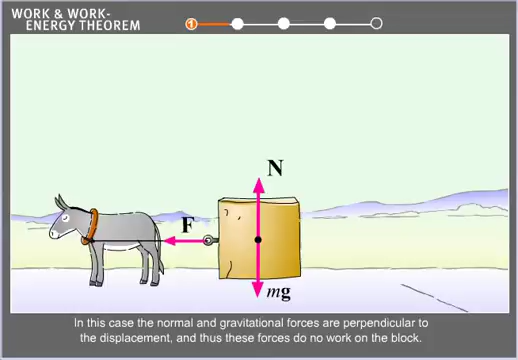 WORK & WORK-
ENERGY THEOREM
1
N
F
mg
In this case the normal and gravitational forces are perpendicular to
the displacement, and thus these forces do no work on the block.